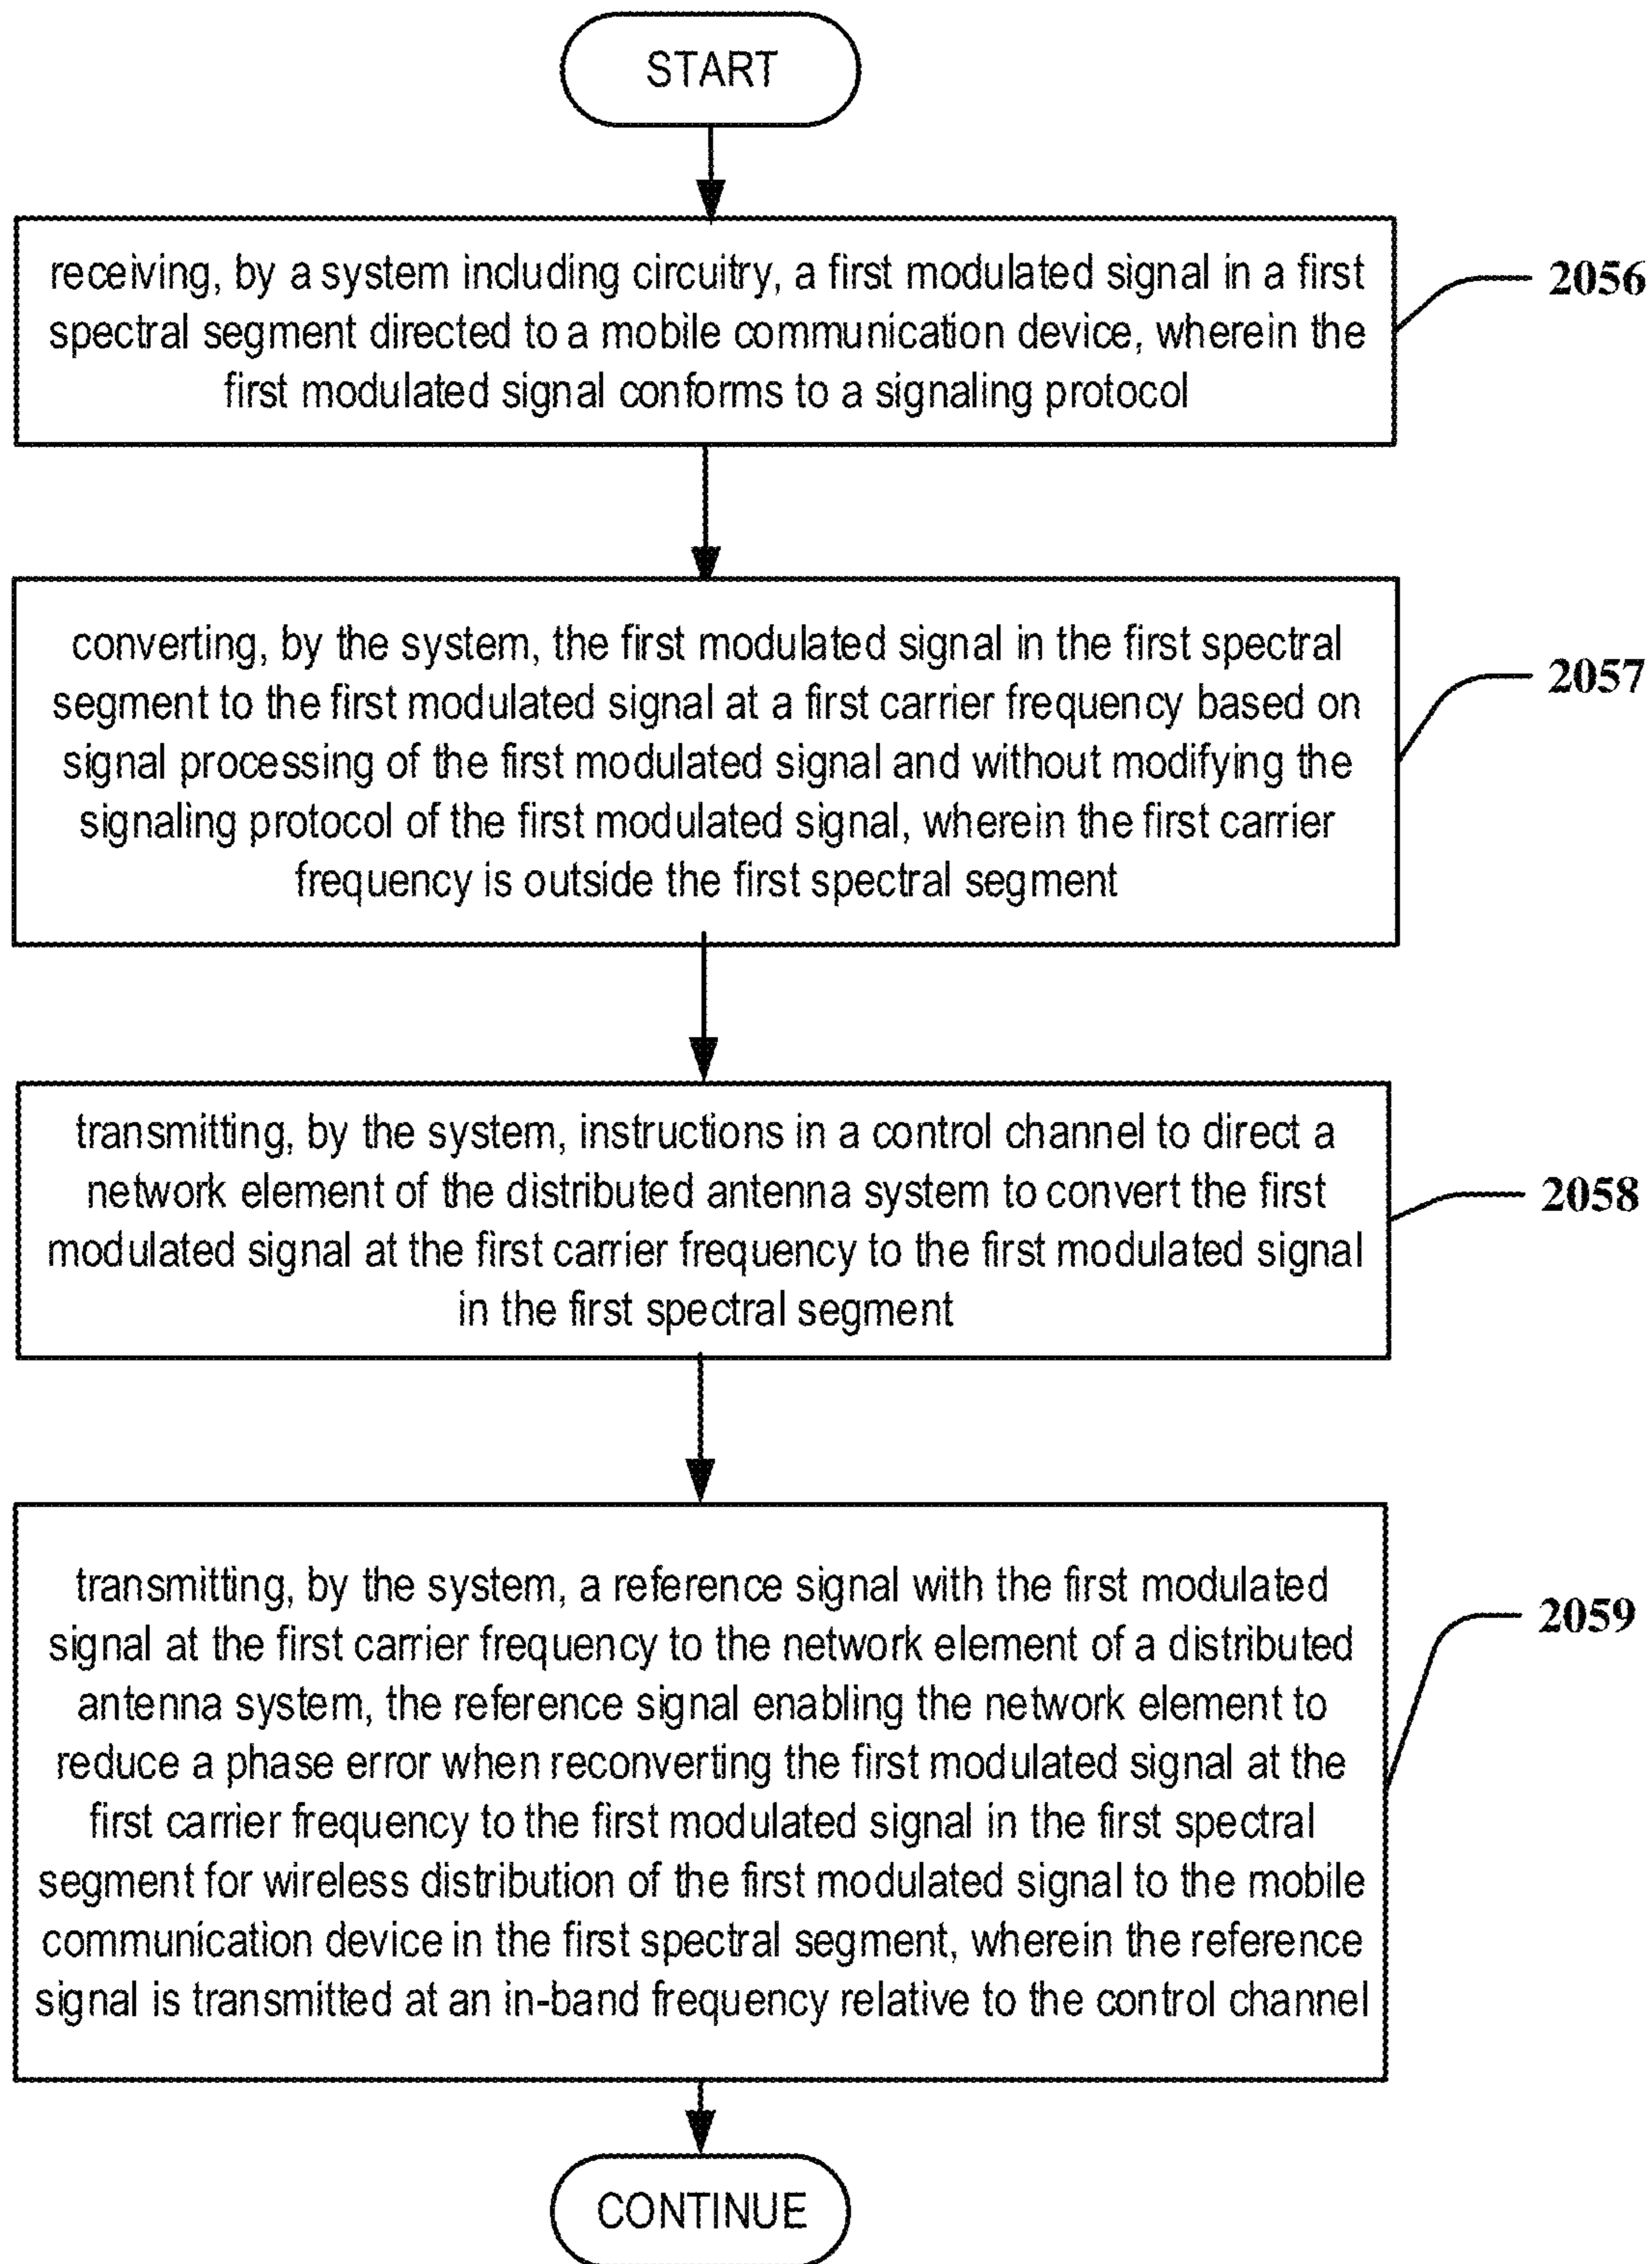 START
receiving, by a system including circuitry, a first modulated signal in a first
spectral segment directed to a mobile communication device, wherein the
first modulated signal conforms to a signaling protocol
2056
converting, by the system, the first modulated signal in the first spectral
segment to the first modulated signal at a first carrier frequency based on
signal processing of the first modulated signal and without modifying the
signaling protocol of the first modulated signal, wherein the first carrier
frequency is outside the first spectral segment
2057
transmitting, by the system, instructions in a control channel to direct a
network element of the distributed antenna system to convert the first
modulated signal at the first carrier frequency to the first modulated signal
in the first spectral segment
2058
transmitting, by the system, a reference signal with the first modulated
signal at the first carrier frequency to the network element of a distributed
antenna system, the reference signal enabling the network element to
reduce a phase error when reconverting the first modulated signal at the
first carrier frequency to the first modulated signal in the first spectral
segment for wireless distribution of the first modulated signal to the mobile
communication device in the first spectral segment, wherein the reference
signal is transmitted at an in-band frequency relative to the control channel
2059
CONTINUE